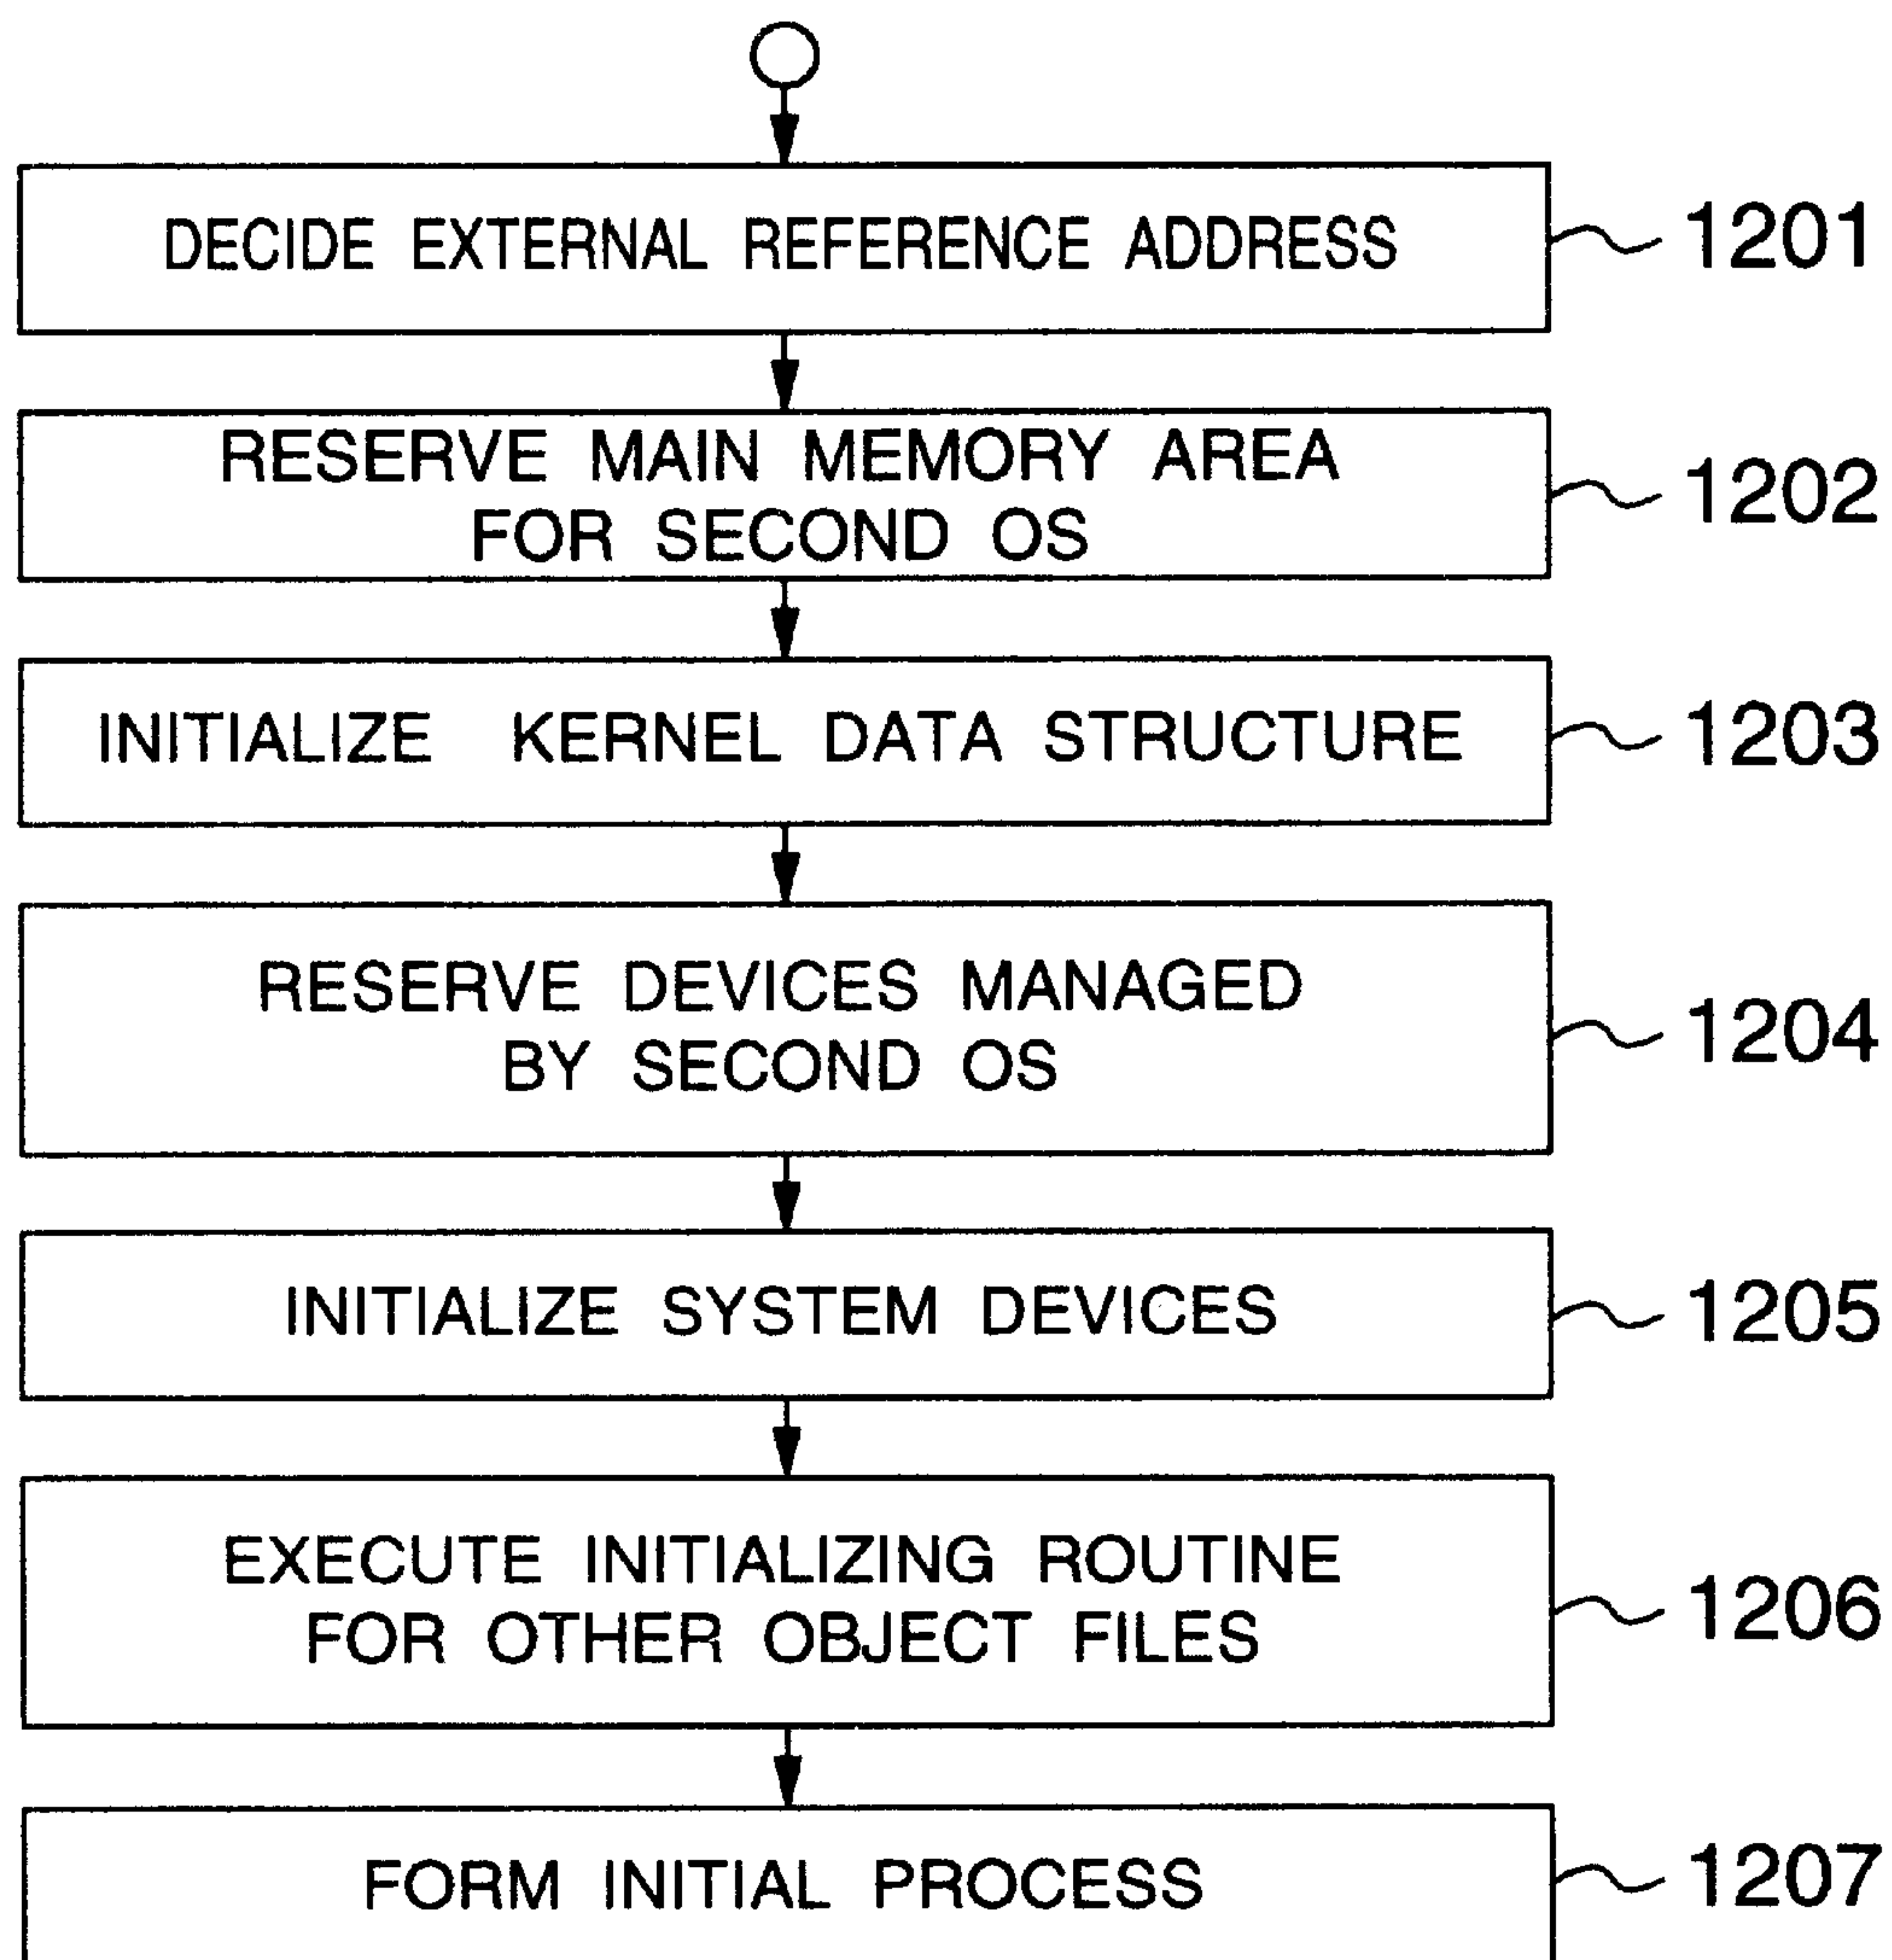 DECIDE EXTERNAL REFERENCE ADDRESS
1201
RESERVE MAIN MEMORY AREA
FOR SECOND OS
1202
INITIALIZE KERNEL DATA STRUCTURE
1203
RESERVE DEVICES MANAGED
BY SECOND OS
1204
INITIALIZE SYSTEM DEVICES
1205
EXECUTE INITIALIZING ROUTINE
FOR OTHER OBJECT FILES
1206
FORM INITIAL PROCESS
1207